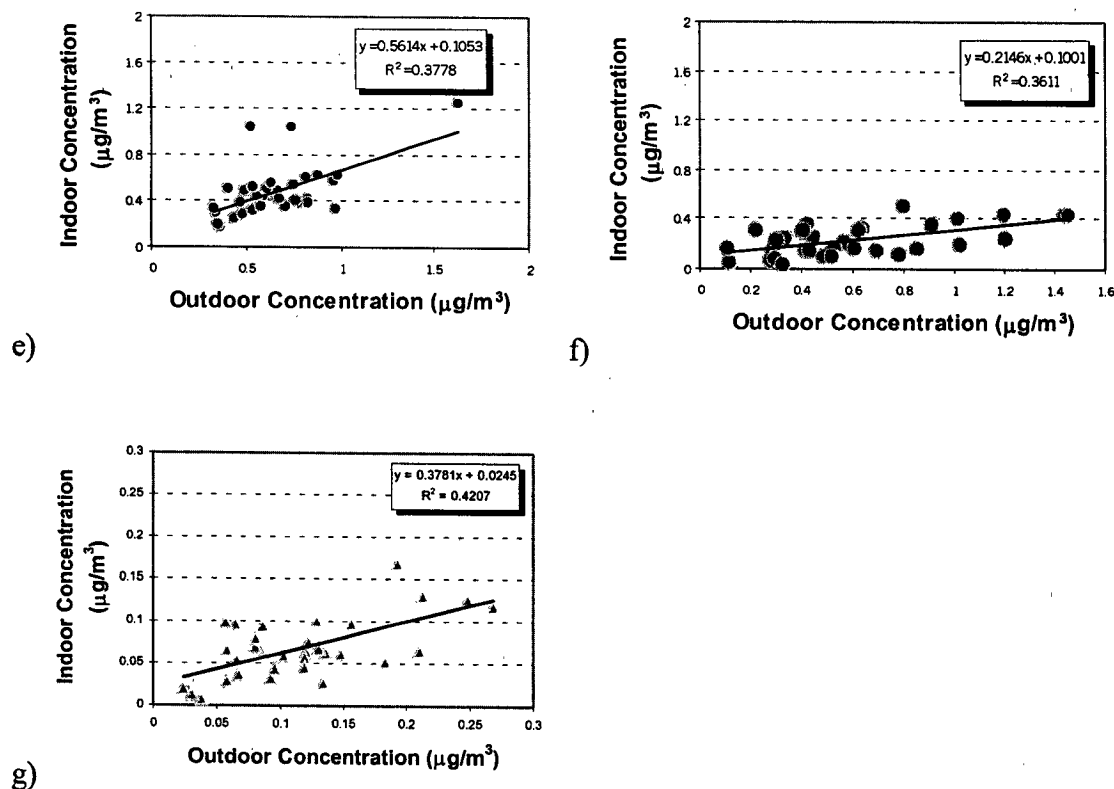 2
1.6
1.2
0.8
0.4
0
Indoor Concentration
(μg/m³)
y=0.5614x+0.1053
R²=0.3778
0 0.5 1 1.5 2
Outdoor Concentration (μg/m³)
e)
2
1.6
1.2
0.8
0.4
0
Indoor Concentration
(μg/m³)
y=0.2146x+0.1001
R²=0.3611
0 0.2 0.4 0.6 0.8 1 1.2 1.4 1.6
Outdoor Concentration (μg/m³)
f)
0.3
0.25
0.2
0.15
0.1
0.05
0
Indoor Concentration
(μg/m³)
y = 0.3781x + 0.0245
R² = 0.4207
0 0.05 0.1 0.15 0.2 0.25 0.3
Outdoor Concentration (μg/m³)
g)